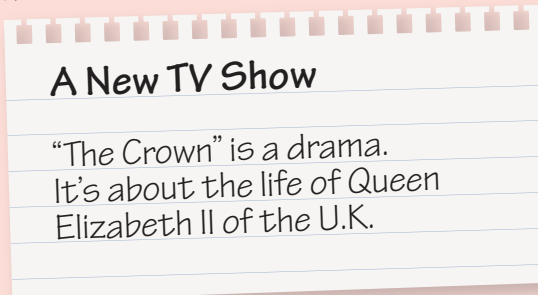 A New TV Show
“The Crown” is a drama.
It’s about the life of Queen
Elizabeth II of the U.K.